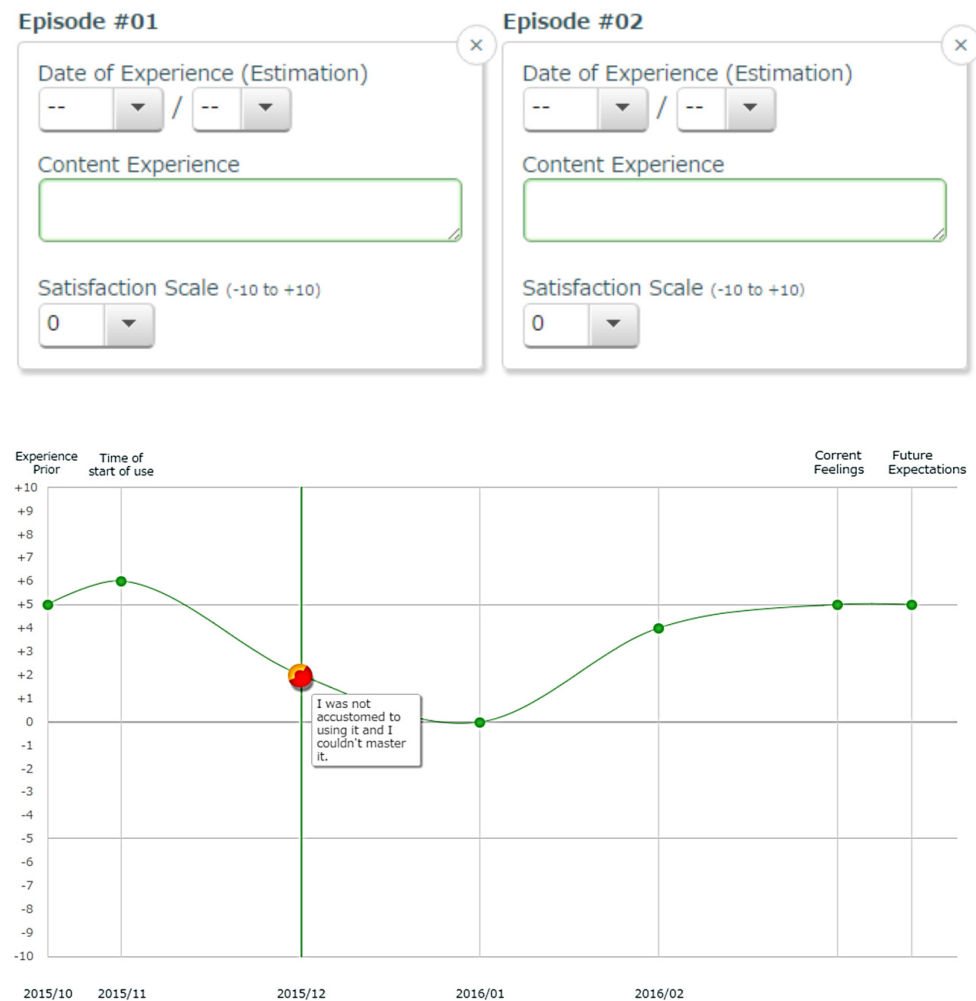 Episode #01
Episode #02
×
×
Date of Experience (Estimation)
Date of Experience (Estimation)
-- / --
-- / --
Content Experience
Content Experience
Satisfaction Scale (-10 to +10)
Satisfaction Scale (-10 to +10)
0
0
Experience
Prior
Time of
start of use
Corrent
Feelings
Future
Expectations
+10
+9
+8
+7
+6
+5
+4
+3
+2
+1
0
-1
-2
-3
-4
-5
-6
-7
-8
-9
-10
I was not
accustomed to
using it and I
couldn't master
it.
2015/10
2015/11
2015/12
2016/01
2016/02